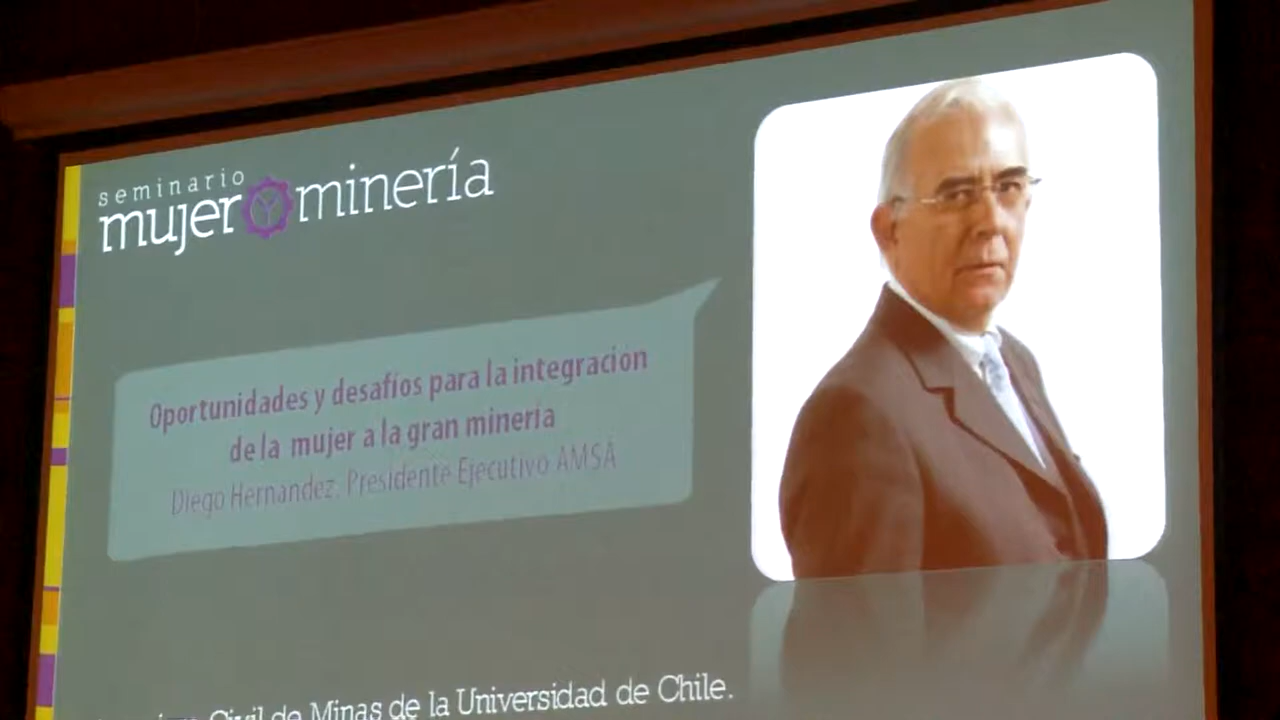 seminario
mujer y minería
Oportunidades y desafíos para la integracion
de la mujer a la gran minería
Diego Hernandez, Presidente Ejecutivo AMSA
Civil de Minas de la Universidad de Chile.